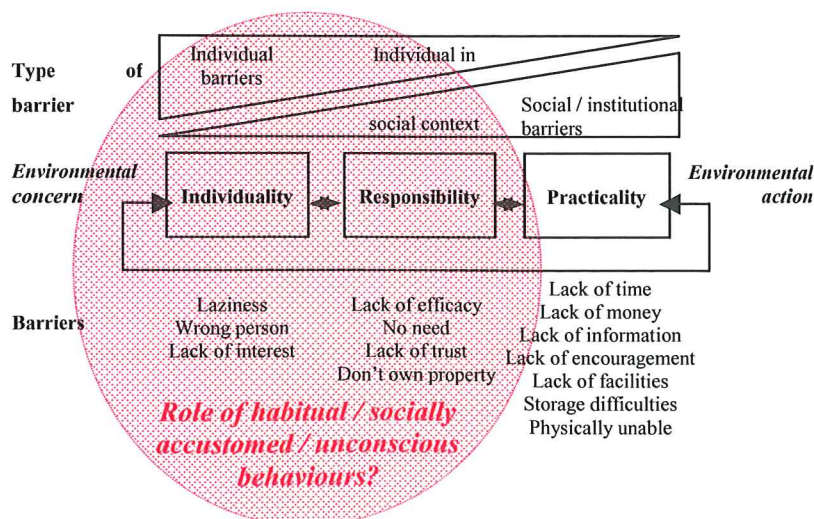 Type of
barrier
Individual
barriers
Individual in
social context
Social / institutional
barriers
Environmental
concern
Individuality
Responsibility
Practicality
Environmental
action
Barriers
Laziness
Wrong person
Lack of interest
Lack of efficacy
No need
Lack of trust
Don't own property
Lack of time
Lack of money
Lack of information
Lack of encouragement
Lack of facilities
Storage difficulties
Physically unable
Role of habitual / socially
accustomed / unconscious
behaviours?